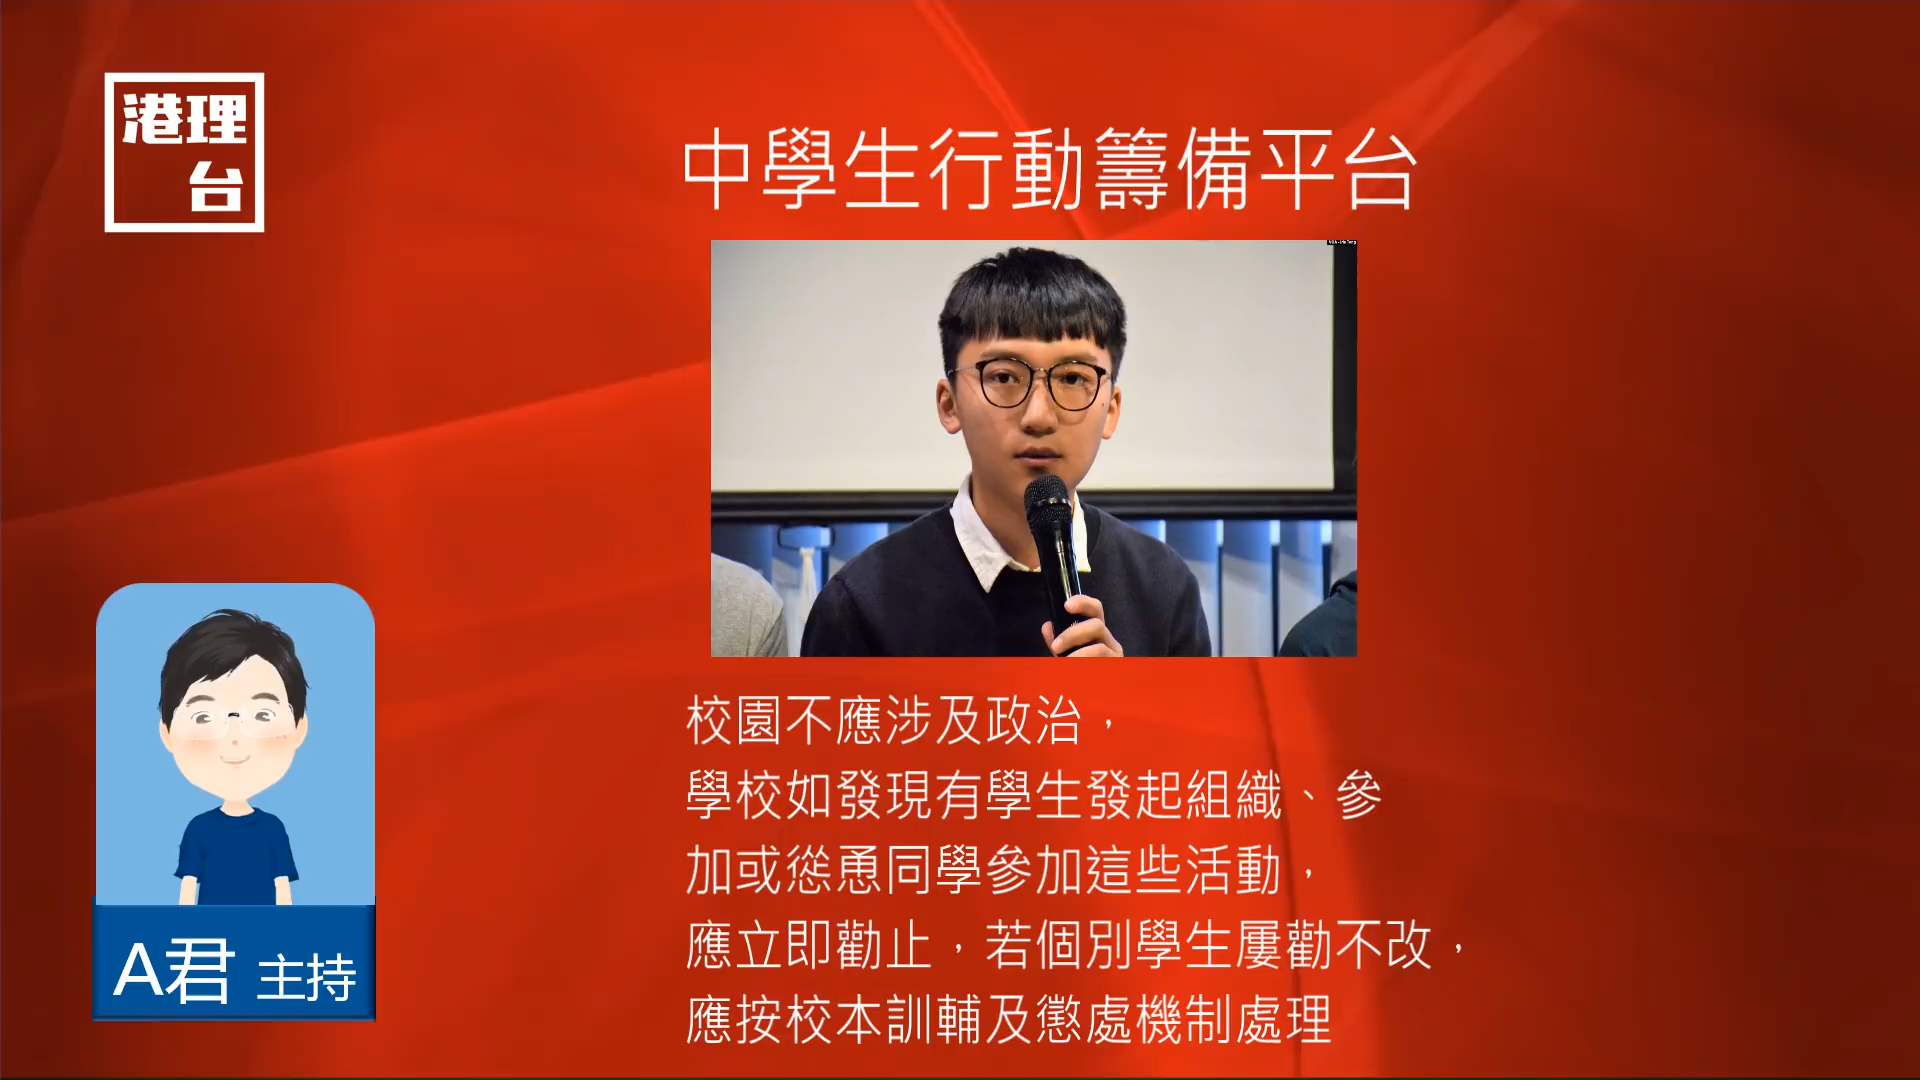 港理
台
中學生行動籌備平台
校園不應涉及政治，
學校如發現有學生發起組織、參
加或慫恿同學參加這些活動，
應立即勸止，若個別學生屢勸不改，
應按校本訓輔及懲處機制處理
A君 主持